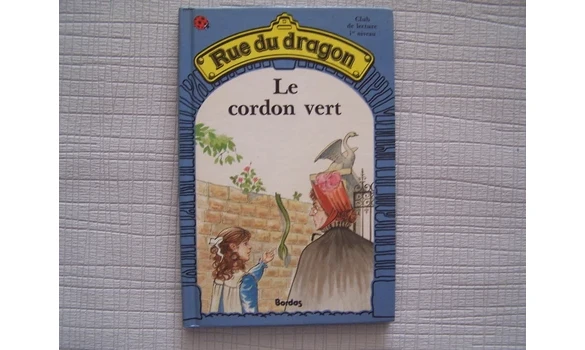 Club
de lecture
1er niveau
Rue du dragon
Le
cordon vert
Bordas